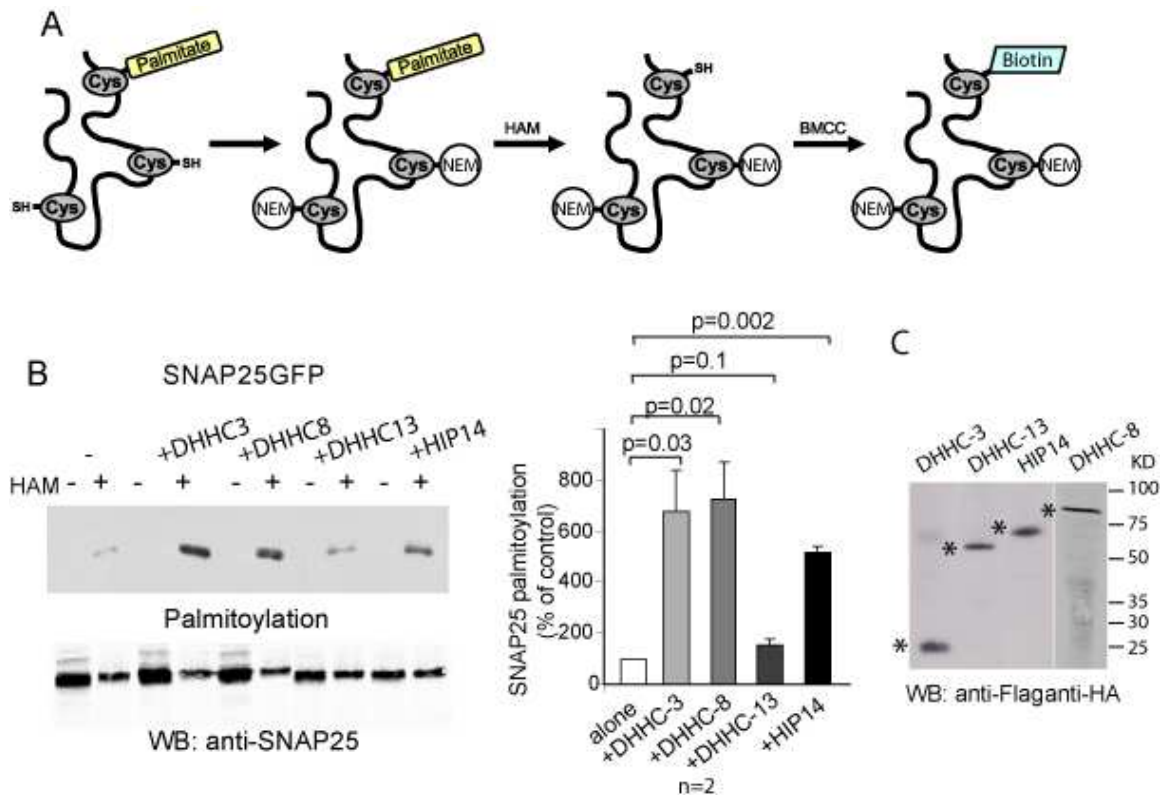 A
Palmitate
Cys
Cys
SH
SH
Cys
Palmitate
Cys
Cys
NEM
NEM
Cys
HAM
SH
Cys
Cys
NEM
NEM
Cys
BMCC
Biotin
Cys
Cys
NEM
NEM
Cys
B
SNAP25GFP
- +DHHC3 +DHHC8 +DHHC13 +HIP14
HAM - + - + - + - + - +
Palmitoylation
WB: anti-SNAP25
p=0.002
p=0.1
p=0.02
p=0.03
SNAP25 palmitoylation
(% of control)
800
600
400
200
0
alone
+DHHC-3
+DHHC-8
+DHHC-13
+HIP14
n=2
C
DHHC-3 DHHC-13 HIP14 DHHC-8
KD
100
75
50
35
30
25
*
*
*
*
WB: anti-Flaganti-HA